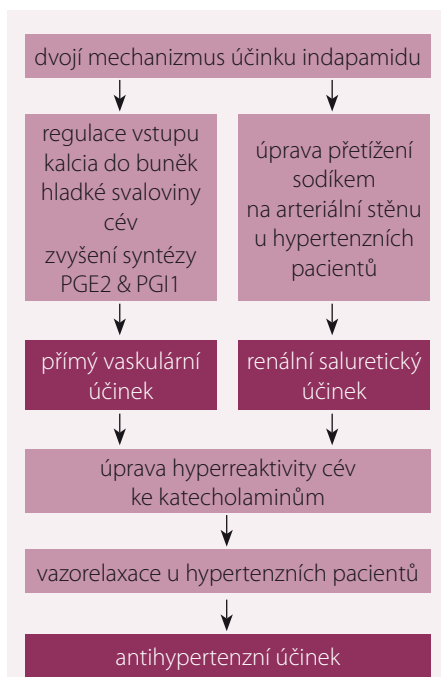 dvojí mechanizmus účinku indapamidu
regulace vstupu
kalcia do buněk
hladké svaloviny
cév
zvyšení syntézy
PGE2 & PGI1
úprava přetížení
sodíkem
na arteriální stěnu
u hypertenzních
pacientů
přímý vaskulární
účinek
renální saluretický
účinek
úprava hyperreaktivity cév
ke katecholaminům
vazorelaxace u hypertenzních pacientů
antihypertenzní účinek